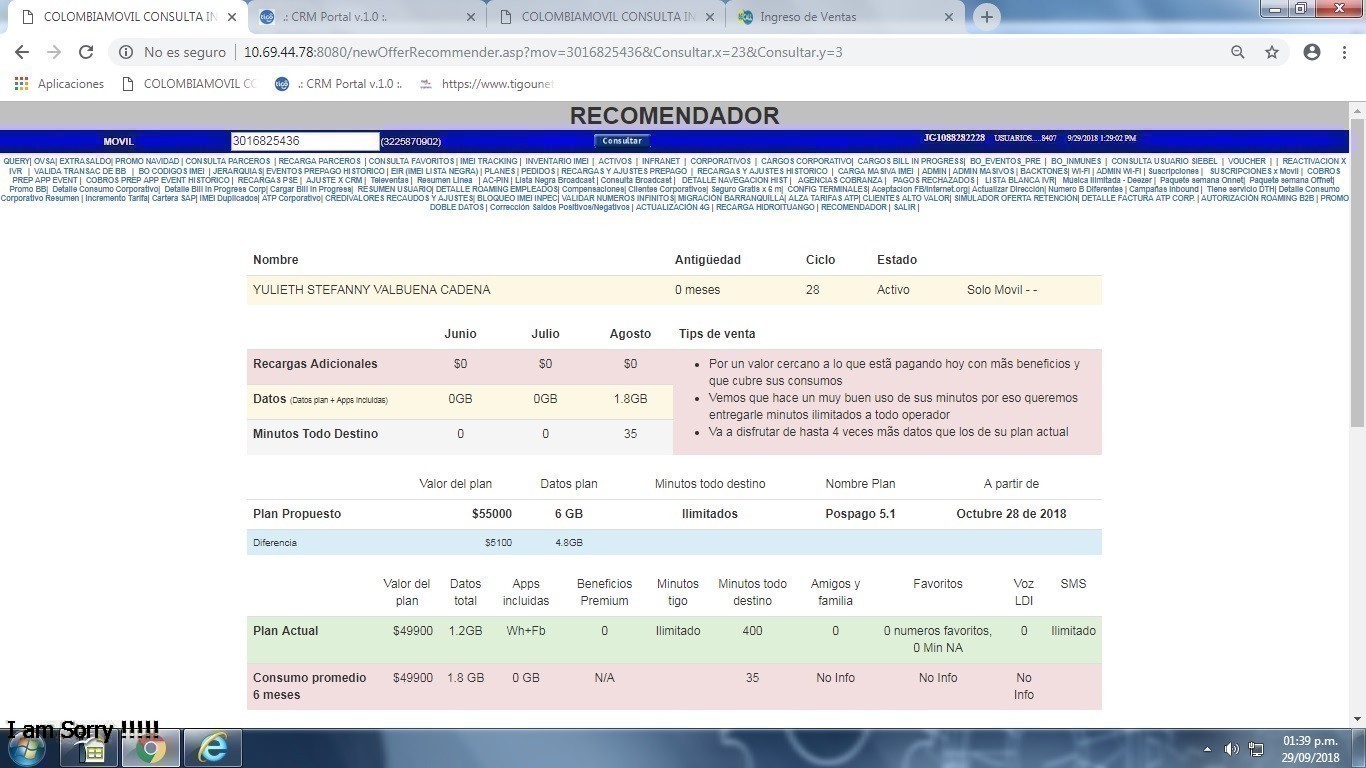 COLOMBIAMOVIL CONSULTA IN
.: CRM Portal v.1.0 :.
COLOMBIAMOVIL CONSULTA IN
Ingreso de Ventas
No es seguro | 10.69.44.78:8080/newOfferRecommender.asp?mov=3016825436&Consultar.x=23&Consultar.y=3
Aplicaciones COLOMBIAMOVIL CO .: CRM Portal v.1.0 :. https://www.tigoune
RECOMENDADOR
MOVIL 3016825436 (3225870902) Consultar JG1088282228 USUARIOS....8407 9/29/2018 1:29:02 PM
QUERY| OVSA| EXTRASALDO| PROMO NAVIDAD | CONSULTA PARCEROS | RECARGA PARCEROS | CONSULTA FAVORITOS | IMEI TRACKING | INVENTARIO IMEI | ACTIVOS | INFRANET | CORPORATIVOS | CARGOS CORPORATIVO| CARGOS BILL IN PROGRESS| BO_EVENTOS_PRE | BO_INMUNES | CONSULTA USUARIO SIEBEL | VOUCHER | | REACTIVACION X
IVR | VALIDA TRANSAC DE BB | BO CODIGOS IMEI | JERARQUIAS| EVENTOS PREPAGO HISTORICO | EIR (IMEI LISTA NEGRA) | PLANES | PEDIDOS | RECARGAS Y AJUSTES PREPAGO | RECARGAS Y AJUSTES HISTORICO | CARGA MASIVA IMEI | ADMIN | ADMIN MASIVOS | BACKTONES| WI-FI | ADMIN WI-FI | Suscripciones | SUSCRIPCIONES x Movil | COBROS
PREP APP EVENT | COBROS PREP APP EVENT HISTORICO | RECARGAS PSE | AJUSTE X CRM | Televentas | Resumen Linea | AC-PIN | Lista Negra Broadcast | Consulta Broadcast | DETALLE NAVEGACION HIST | AGENCIAS COBRANZA | PAGOS RECHAZADOS | LISTA BLANCA IVR| Música Ilimitada - Deezer | Paquete semana Onnet| Paquete semana Offnet|
Promo BB| Detalle Consumo Corporativo| Detalle Bill In Progress Corp| Cargar Bill In Progress| RESUMEN USUARIO| DETALLE ROAMING EMPLEADOS| Compensaciones| Clientes Corporativos| Seguro Gratis x 6 m| CONFIG TERMINALES| Aceptacion FB/Internet.org| Actualizar Dirección| Numero B Diferentes | Campañas Inbound | Tiene servicio DTH| Detalle Consumo
Corporativo Resumen | Incremento Tarifa| Cartera SAP| IMEI Duplicados| ATP Corporativo| CREDIVALORES RECAUDOS Y AJUSTES| BLOQUEO IMEI INPEC| VALIDAR NUMEROS INFINITOS| MIGRACIÓN BARRANQUILLA| ALZA TARIFAS ATP| CLIENTES ALTO VALOR| SIMULADOR OFERTA RETENCIÓN| DETALLE FACTURA ATP CORP. | AUTORIZACIÓN ROAMING B2B | PROMO
DOBLE DATOS | Corrección Saldos Positivos/Negativos | ACTUALIZACIÓN 4G | RECARGA HIDROITUANGO | RECOMENDADOR | SALIR |
Nombre Antigüedad Ciclo Estado
YULIETH STEFANNY VALBUENA CADENA 0 meses 28 Activo Solo Movil - -
Junio Julio Agosto Tips de venta
Recargas Adicionales $0 $0 $0
Datos (Datos plan + Apps incluidas) 0GB 0GB 1.8GB
Minutos Todo Destino 0 0 35
• Por un valor cercano a lo que estã pagando hoy con mãs beneficios y
que cubre sus consumos
• Vemos que hace un muy buen uso de sus minutos por eso queremos
entregarle minutos ilimitados a todo operador
• Va a disfrutar de hasta 4 veces mãs datos que los de su plan actual
Valor del plan Datos plan Minutos todo destino Nombre Plan A partir de
Plan Propuesto $55000 6 GB Ilimitados Pospago 5.1 Octubre 28 de 2018
Diferencia $5100 4.8GB
Valor del Datos Apps Beneficios Minutos Minutos todo Amigos y Favoritos Voz SMS
plan total incluidas Premium tigo destino familia LDI
Plan Actual $49900 1.2GB Wh+Fb 0 Ilimitado 400 0 0 numeros favoritos, 0 Ilimitado
0 Min NA
Consumo promedio $49900 1.8 GB 0 GB N/A 35 No Info No Info No
6 meses Info
I am Sorry !!!!!
01:39 p.m.
29/09/2018